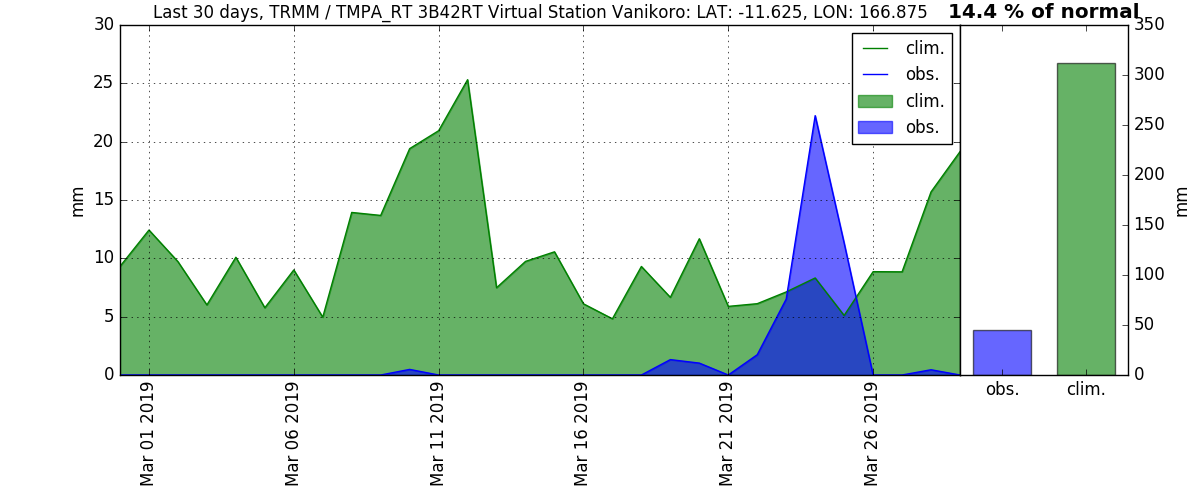 Last 30 days, TRMM / TMPA_RT 3B42RT Virtual Station Vanikoro: LAT: -11.625, LON: 166.875
14.4 % of normal
30
25
20
15
10
5
0
mm
clim.
obs.
clim.
obs.
350
300
250
200
150
100
50
0
mm
Mar 01 2019
Mar 06 2019
Mar 11 2019
Mar 16 2019
Mar 21 2019
Mar 26 2019
obs.
clim.